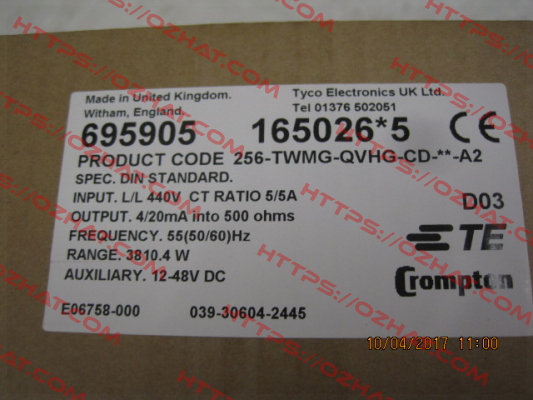 Made in United Kingdom. Tyco Electronics UK Ltd.
Witham, England. Tel 01376 502051
695905 165026*5 CE
PRODUCT CODE 256-TWMG-QVHG-CD-**-A2
SPEC. DIN STANDARD.
INPUT. L/L 440V, CT RATIO 5/5A D03
OUTPUT. 4/20mA into 500 ohms
FREQUENCY. 55(50/60)Hz TE
RANGE. 3810.4 W
AUXILIARY. 12-48V DC Crompton
E06758-000 039-30604-2445
10/04/2017 11:00
HTTPS://OZHAT.COM